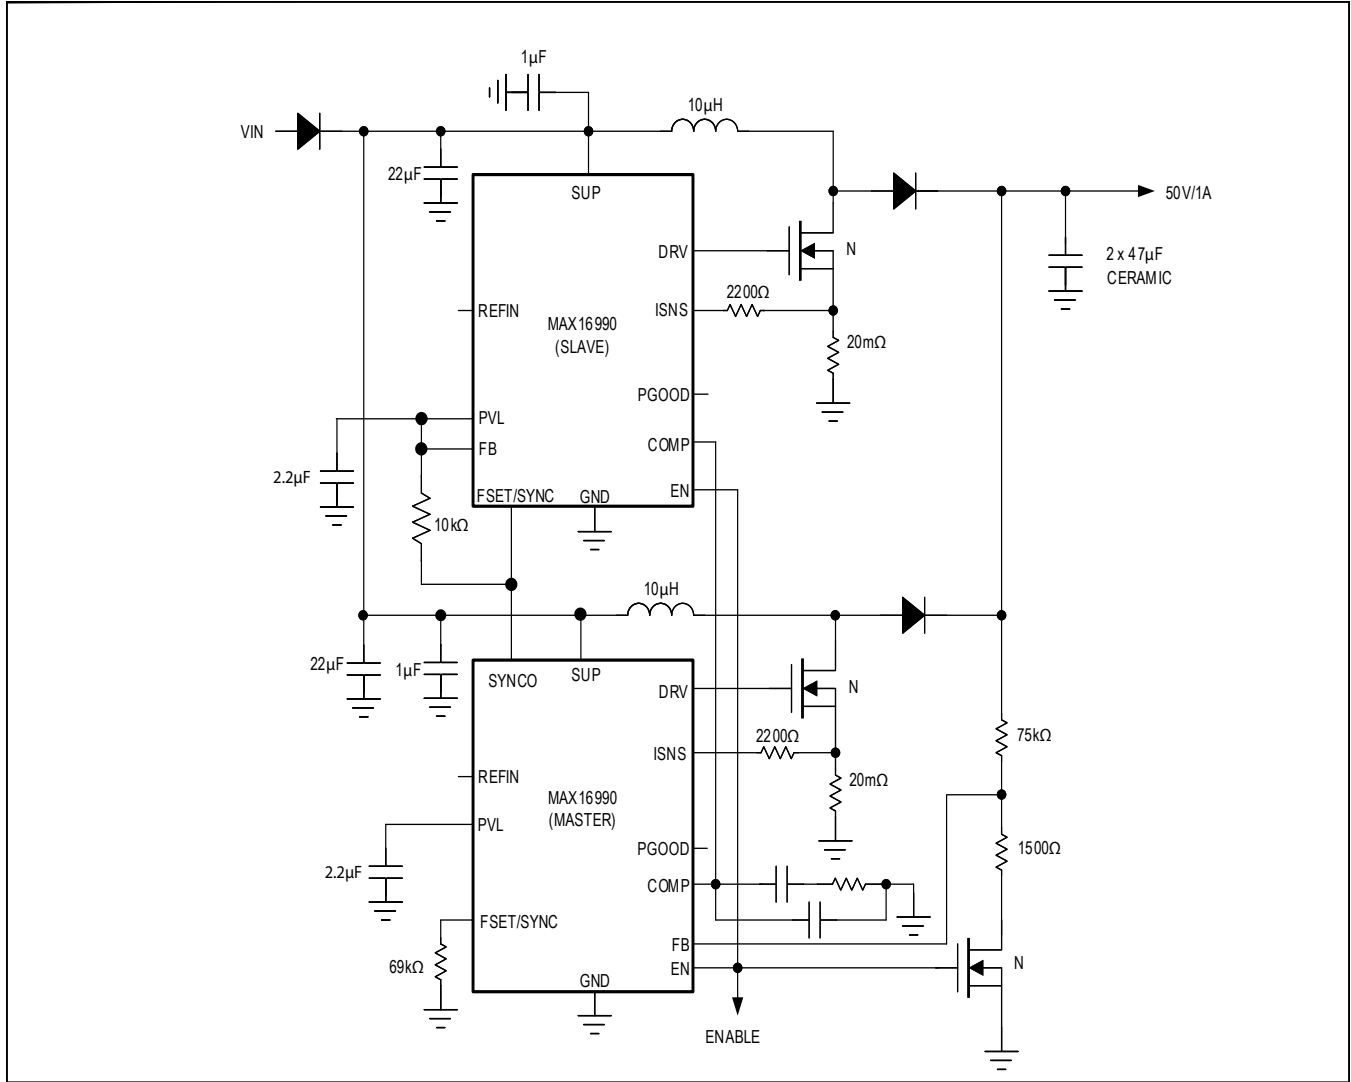 1µF
10µH
VIN
22µF
SUP
50V/1A
DRV
N
2 x 47µF
CERAMIC
2200Ω
REFIN
ISNS
MAX16990
(SLAVE)
20mΩ
PGOOD
PVL
COMP
FB
2.2µF
EN
FSET/SYNC
GND
10kΩ
10µH
22µF
1µF
SYNCO
SUP
DRV
N
2200Ω
75kΩ
ISNS
REFIN
20mΩ
MAX16990
(MASTER)
PVL
PGOOD
1500Ω
2.2µF
COMP
FSET/SYNC
FB
69kΩ
EN
N
GND
ENABLE